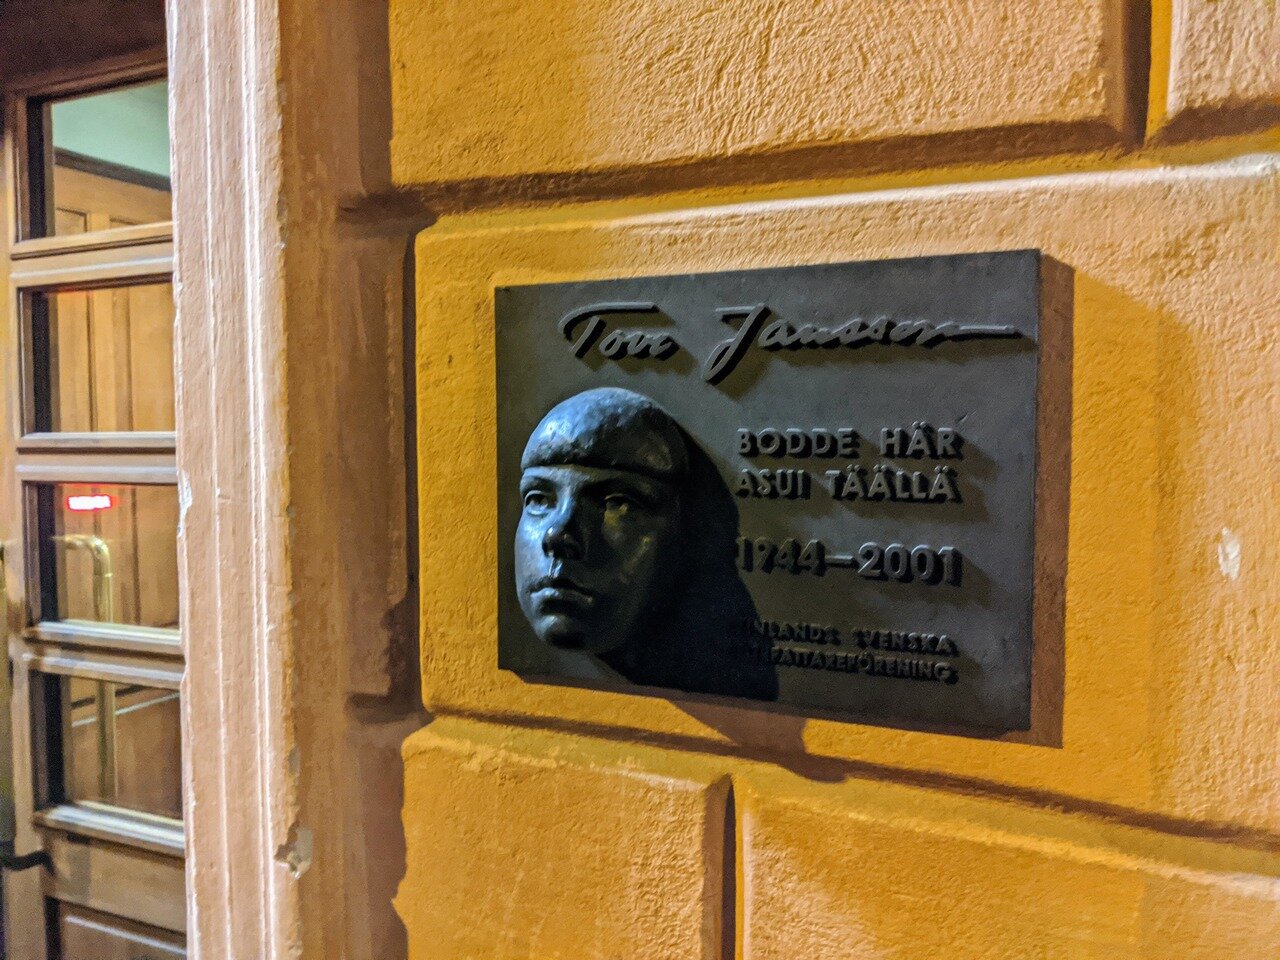 Tove Jansson
BODDE HÄR
ASUI TÄÄLLÄ
1944–2001
SVENSKA